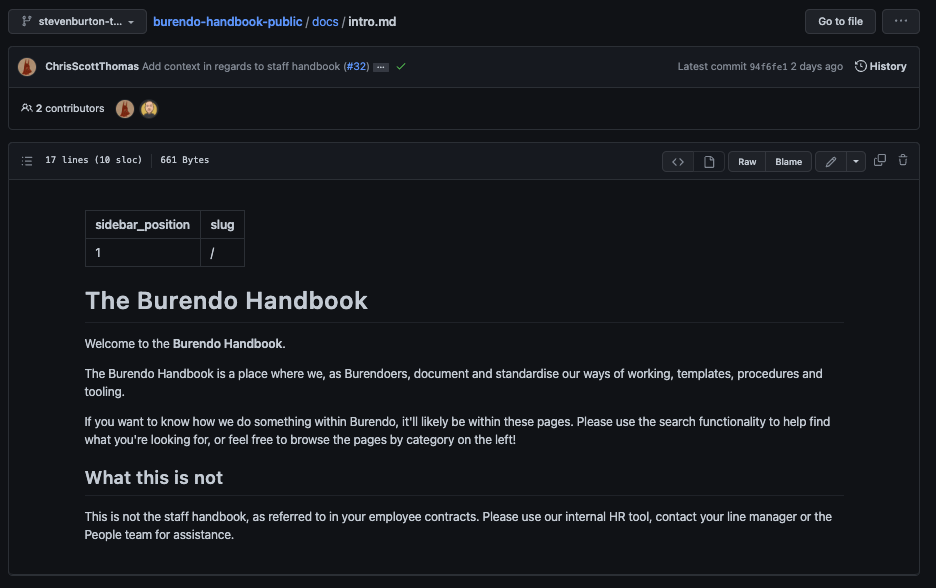 stevenburton-t...
burendo-handbook-public / docs / intro.md
Go to file
...
ChrisScottThomas Add context in regards to staff handbook (#32) ...
Latest commit 94f6fe1 2 days ago
History
2 contributors
17 lines (10 sloc) 661 Bytes
Raw
Blame
sidebar_position slug
1 /
The Burendo Handbook
Welcome to the Burendo Handbook.
The Burendo Handbook is a place where we, as Burendoers, document and standardise our ways of working, templates, procedures and
tooling.
If you want to know how we do something within Burendo, it'll likely be within these pages. Please use the search functionality to help find
what you're looking for, or feel free to browse the pages by category on the left!
What this is not
This is not the staff handbook, as referred to in your employee contracts. Please use our internal HR tool, contact your line manager or the
People team for assistance.